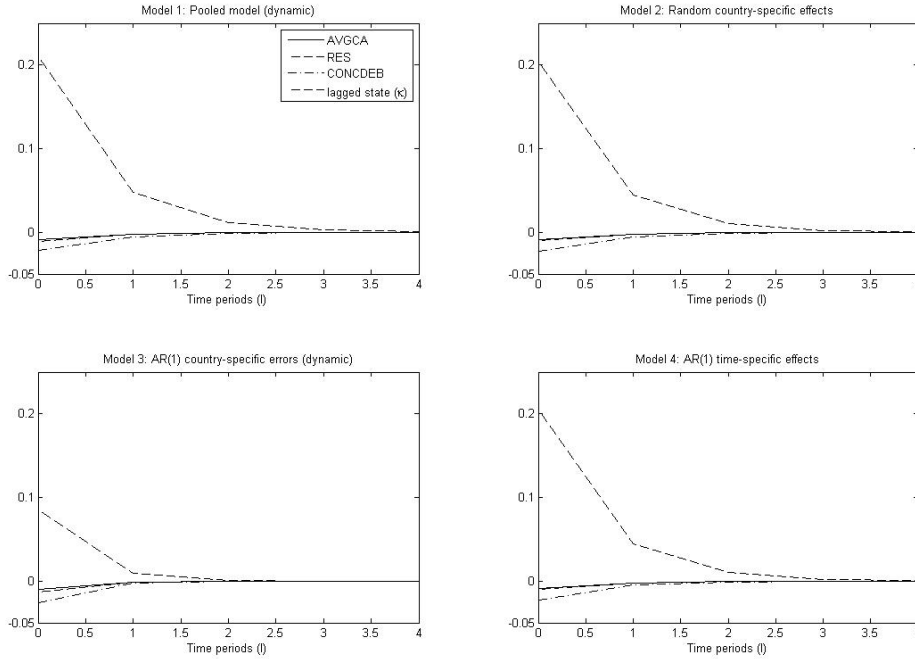 Model 1: Pooled model (dynamic)
0.2
0.1
0
-0.05
0 0.5 1 1.5 2 2.5 3 3.5 4
Time periods (l)
AVGCA
RES
CONCDEB
lagged state (κ)
Model 2: Random country-specific effects
0.2
0.1
0
-0.05
0 0.5 1 1.5 2 2.5 3 3.5 4
Time periods (l)
Model 3: AR(1) country-specific errors (dynamic)
0.2
0.1
0
-0.05
0 0.5 1 1.5 2 2.5 3 3.5 4
Time periods (l)
Model 4: AR(1) time-specific effects
0.2
0.1
0
-0.05
0 0.5 1 1.5 2 2.5 3 3.5 4
Time periods (l)